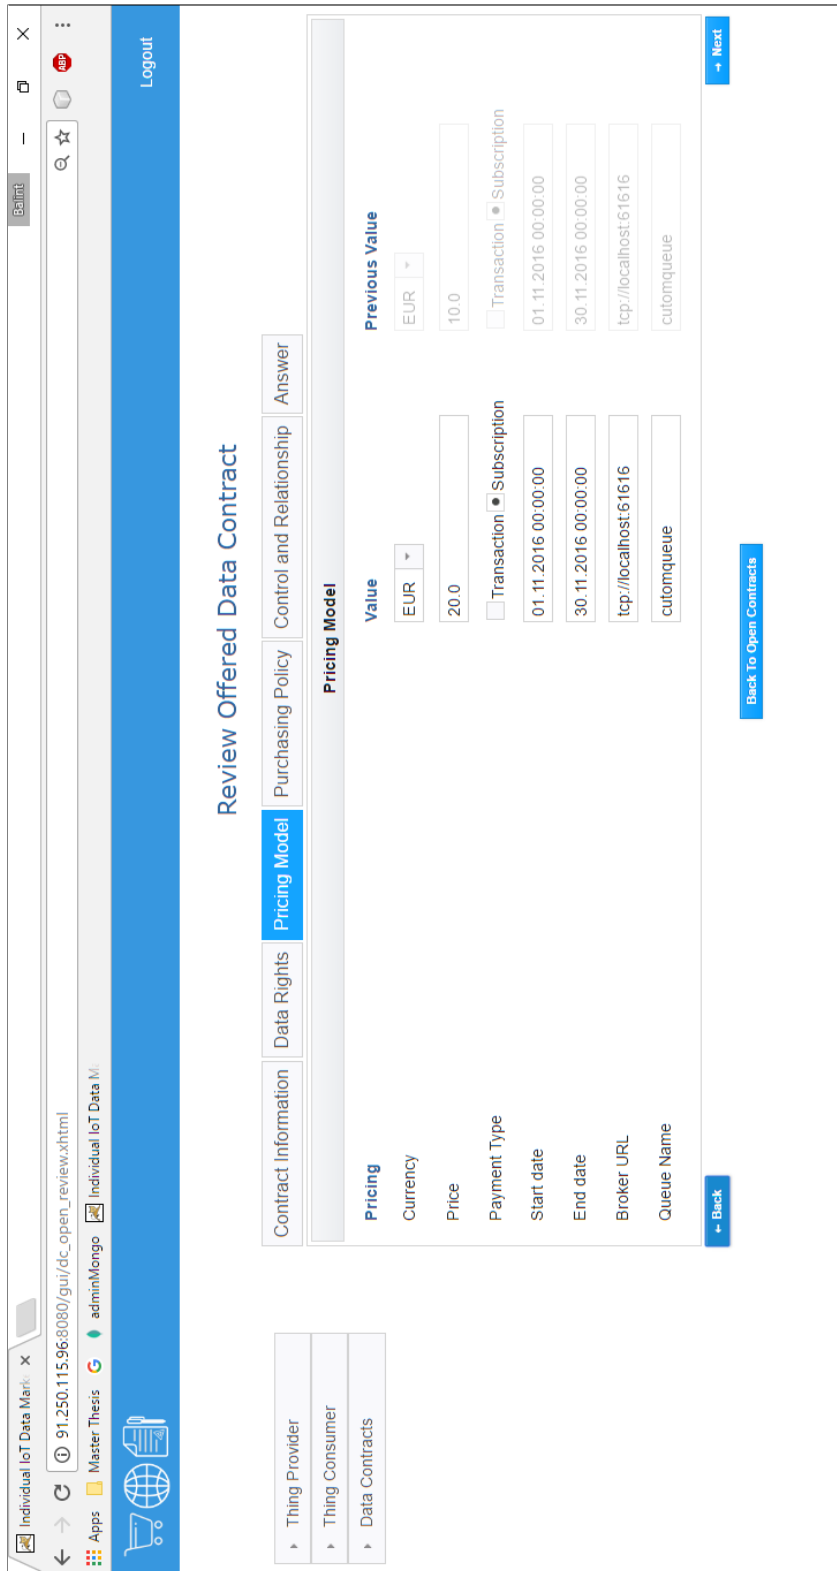 Individual IoT Data Mark
Balint
91.250.115.96:8080/gui/dc_open_review.xhtml
ABP
Apps Master Thesis adminMongo Individual IoT Data M
Logout
Review Offered Data Contract
Thing Provider
Thing Consumer
Data Contracts
Contract Information Data Rights Pricing Model Purchasing Policy Control and Relationship Answer
Pricing Model
Pricing Value Previous Value
Currency EUR EUR
Price 20.0 10.0
Payment Type Transaction Subscription Transaction Subscription
Start date 01.11.2016 00:00:00 01.11.2016 00:00:00
End date 30.11.2016 00:00:00 30.11.2016 00:00:00
Broker URL tcp://localhost:61616 tcp://localhost:61616
Queue Name cutomqueue cutomqueue
← Back → Next
Back To Open Contracts